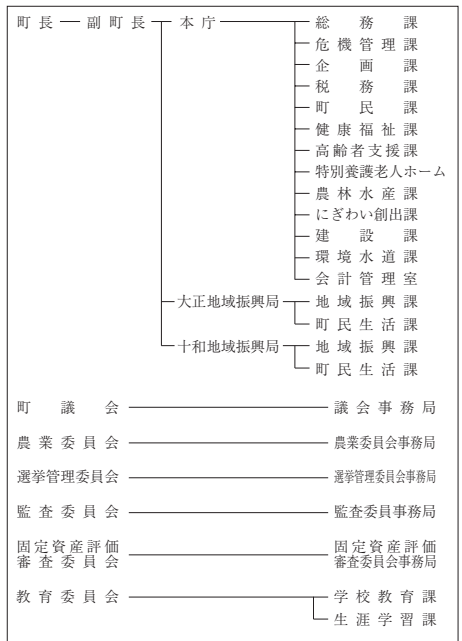 町長 副町長 本庁 総務課
危機管理課
企画課
税務課
町民課
健康福祉課
高齢者支援課
特別養護老人ホーム
農林水産課
にぎわい創出課
建設課
環境水道課
会計管理室
大正地域振興局 地域振興課
町民生活課
十和地域振興局 地域振興課
町民生活課
町議会 議会事務局
農業委員会 農業委員会事務局
選挙管理委員会 選挙管理委員会事務局
監査委員会 監査委員事務局
固定資産評価 固定資産評価
審査委員会 審査委員会事務局
教育委員会 学校教育課
生涯学習課